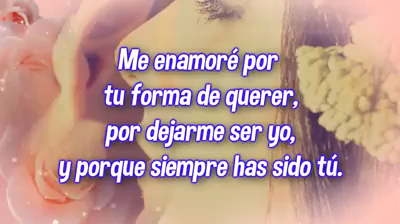 Me enamoré por
tu forma de querer,
por dejarme ser yo,
y porque siempre has sido tú.